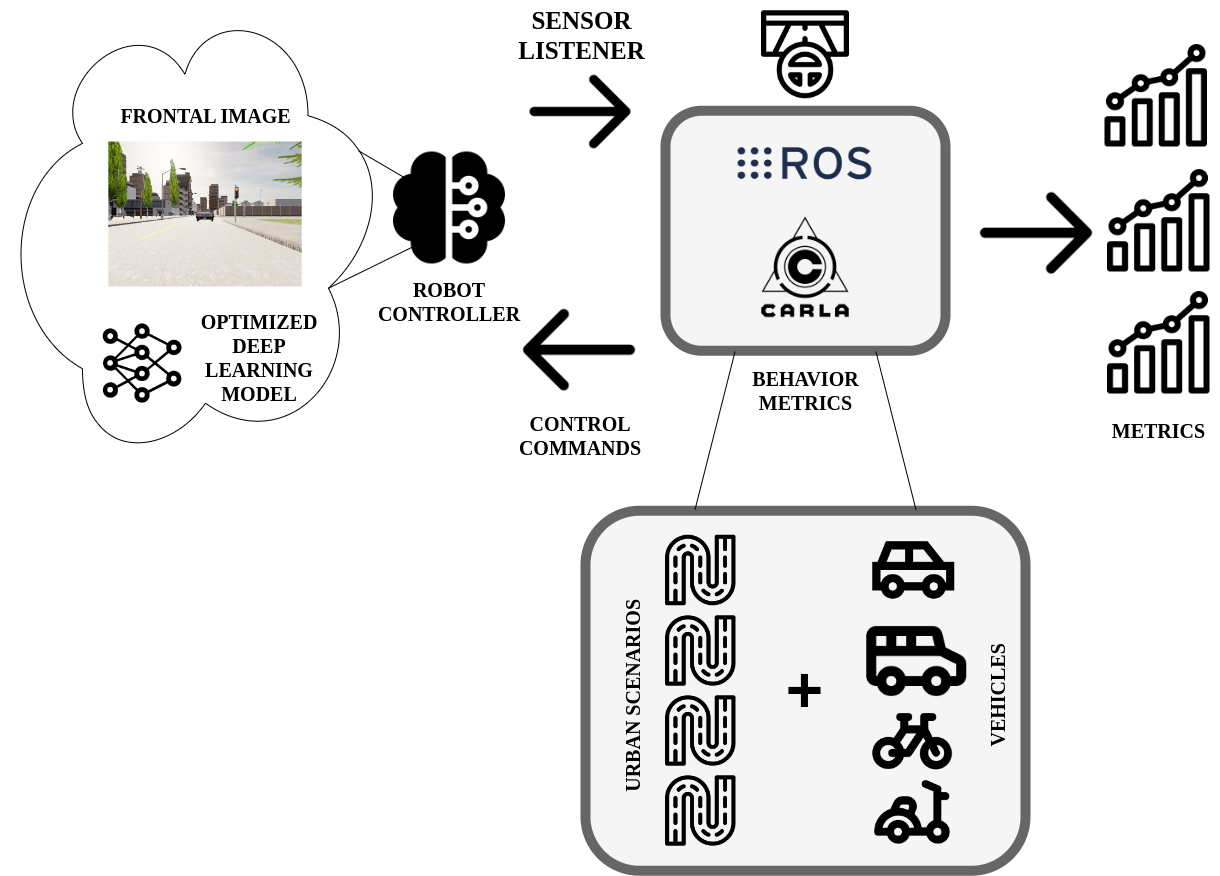 SENSOR
LISTENER
FRONTAL IMAGE
ROBOT
CONTROLLER
OPTIMIZED
DEEP
LEARNING
MODEL
CONTROL
COMMANDS
ROS
CARLA
BEHAVIOR
METRICS
METRICS
URBAN SCENARIOS
+
VEHICLES